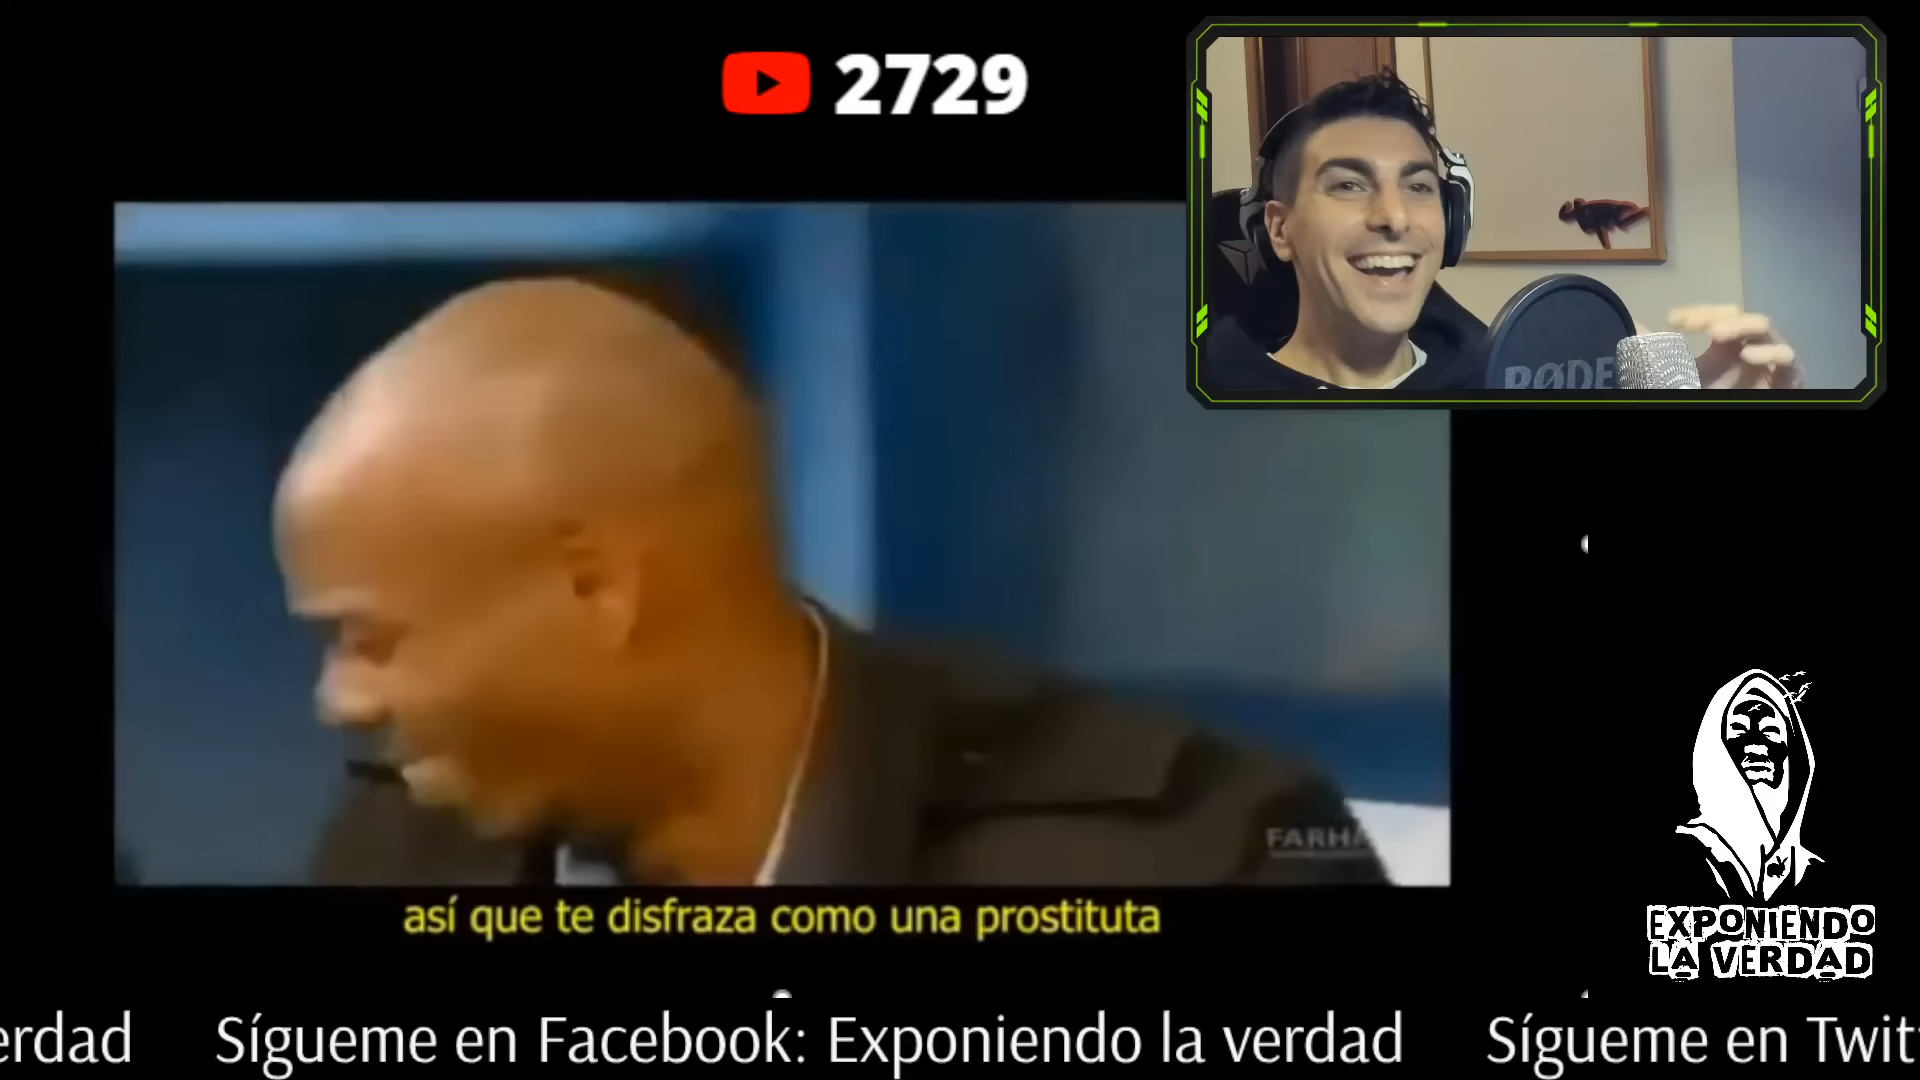 2729
RØDE
FARHA
así que te disfraza como una prostituta
EXPONIENDO
LA VERDAD
erdad Sígueme en Facebook: Exponiendo la verdad Sígueme en Twit